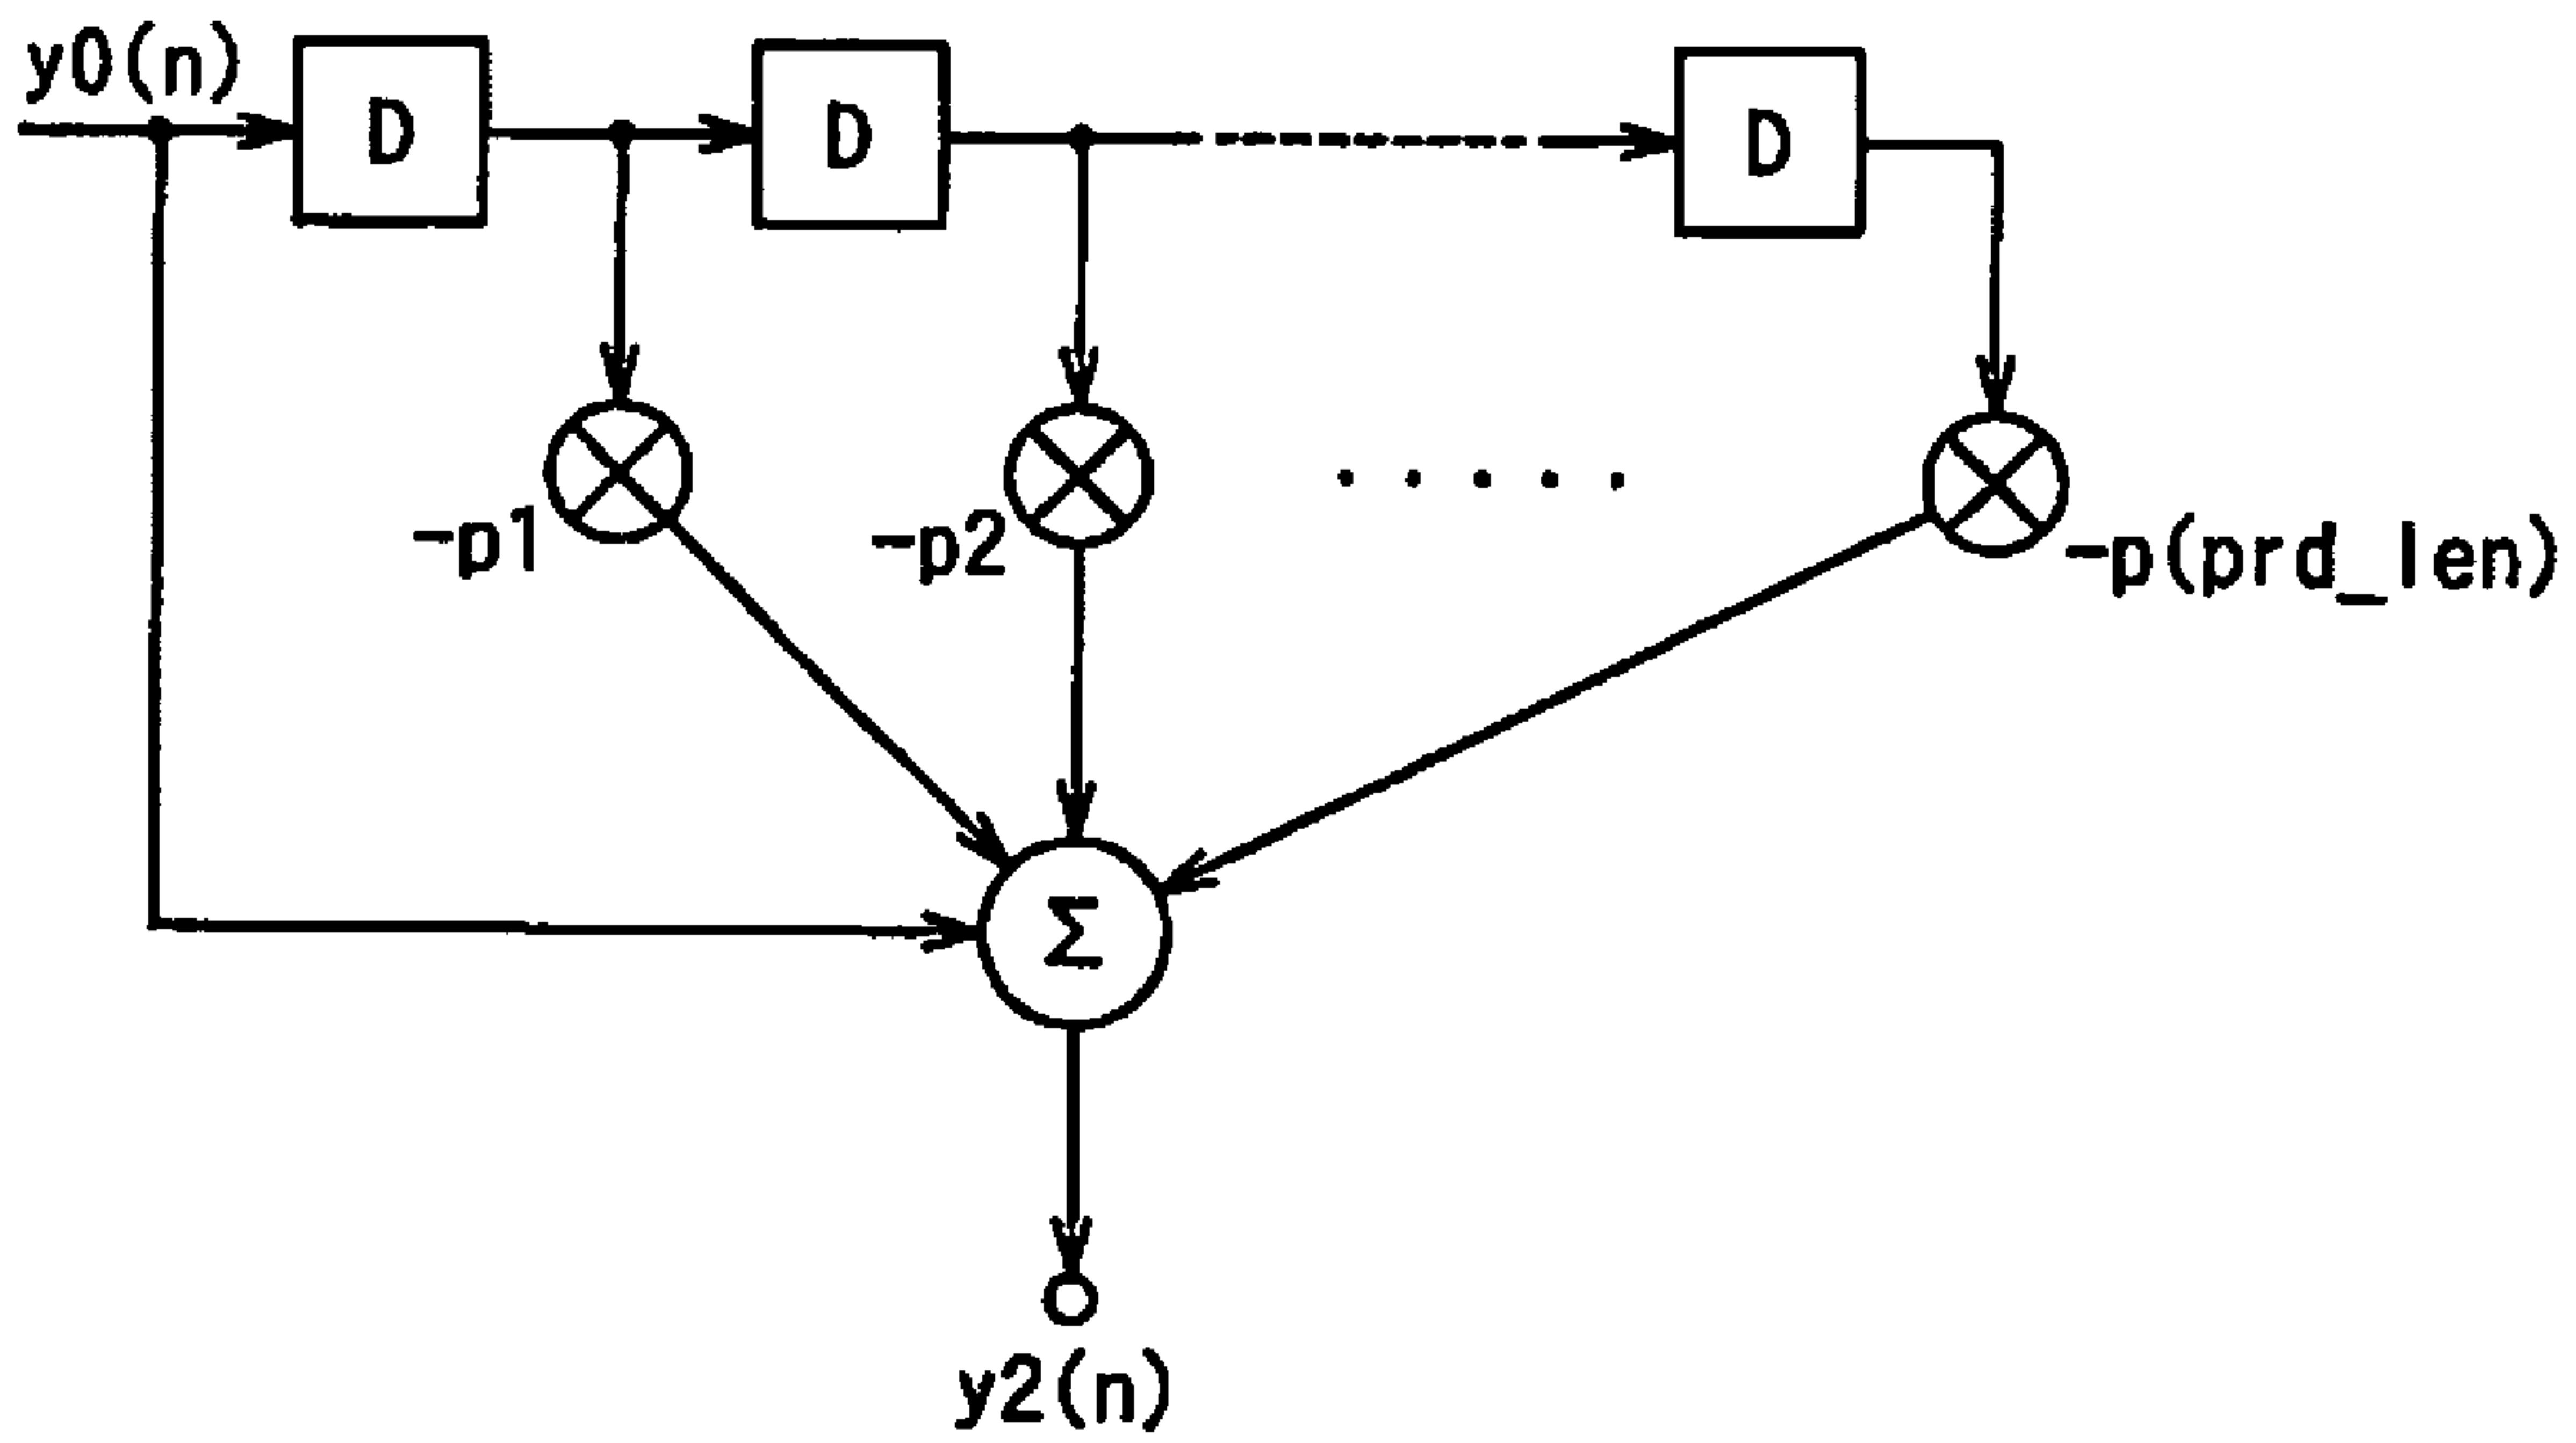 y0(n)
D
D
D
-p1
-p2
-p(prd_len)
Σ
y2(n)